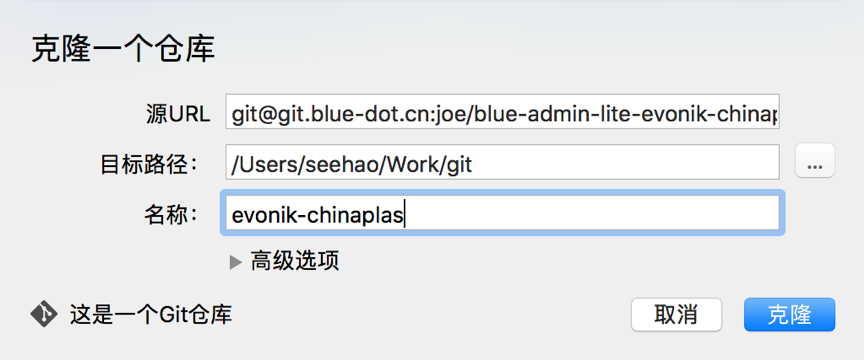 克隆一个仓库
源URL git@git.blue-dot.cn:joe/blue-admin-lite-evonik-chinap
目标路径： /Users/seehao/Work/git ...
名称： evonik-chinaplas
高级选项
这是一个Git仓库 取消 克隆